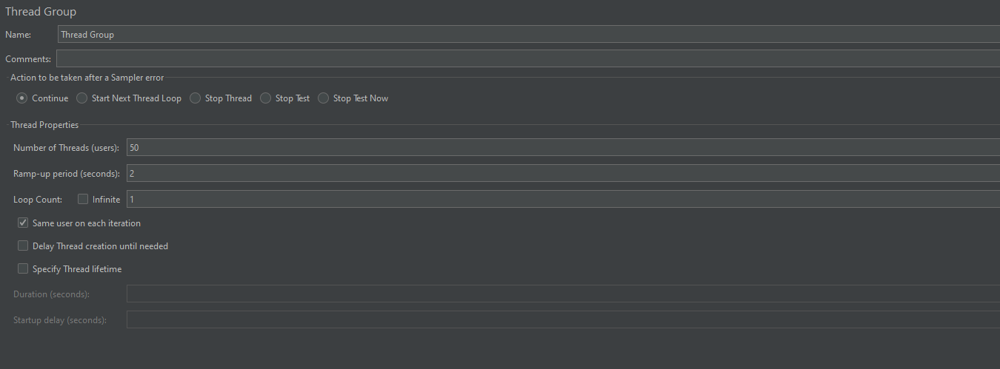 Thread Group
Name: Thread Group
Comments:
Action to be taken after a Sampler error
Continue Start Next Thread Loop Stop Thread Stop Test Stop Test Now
Thread Properties
Number of Threads (users): 50
Ramp-up period (seconds): 2
Loop Count: Infinite 1
Same user on each iteration
Delay Thread creation until needed
Specify Thread lifetime
Duration (seconds):
Startup delay (seconds):